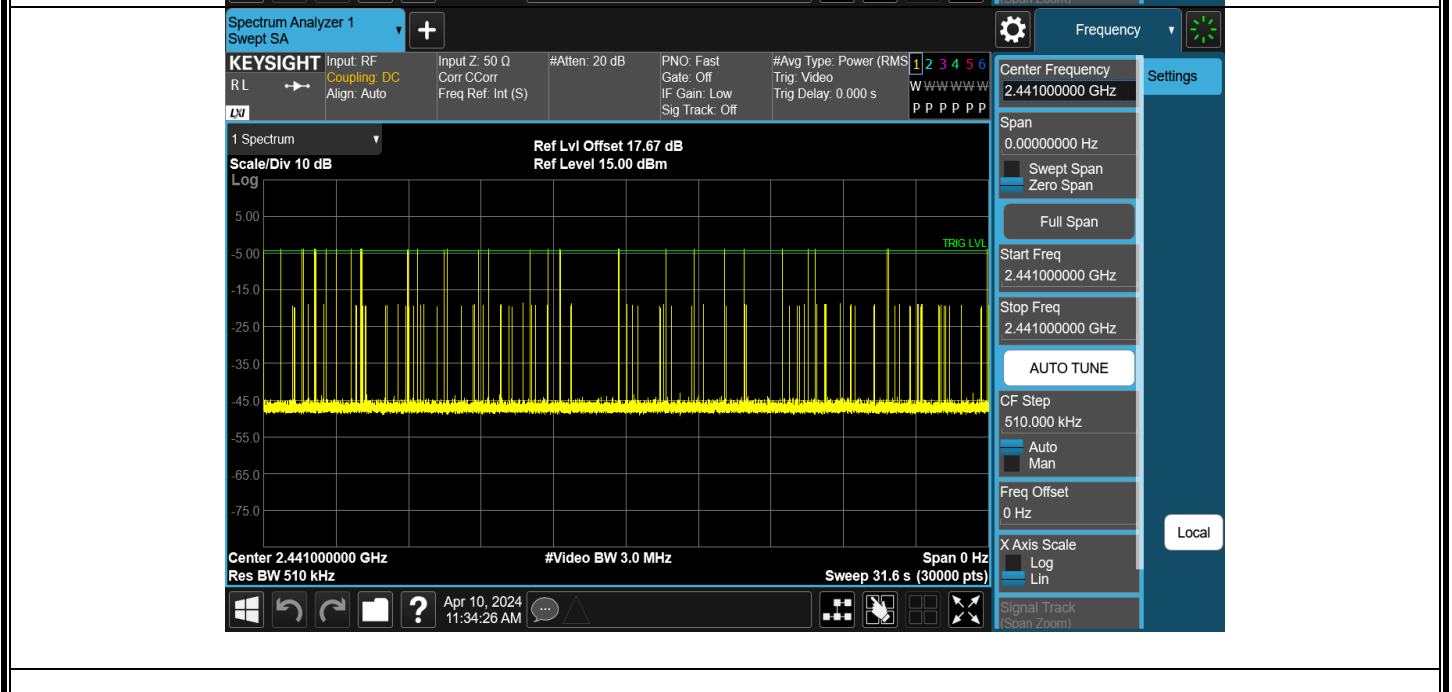 (Span Zoom)
Spectrum Analyzer 1
Swept SA
Frequency
KEYSIGHT
R L
LXI
Input: RF
Coupling: DC
Align: Auto
Input Z: 50 Ω
Corr CCorr
Freq Ref: Int (S)
#Atten: 20 dB
PNO: Fast
Gate: Off
IF Gain: Low
Sig Track: Off
#Avg Type: Power (RMS
Trig: Video
Trig Delay: 0.000 s
1 2 3 4 5 6
W W W W W W
P P P P P P
1 Spectrum
Scale/Div 10 dB
Ref Lvl Offset 17.67 dB
Ref Level 15.00 dBm
Log
5.00
-5.00
-15.0
-25.0
-35.0
-45.0
-55.0
-65.0
-75.0
TRIG LVL
Center 2.441000000 GHz
Res BW 510 kHz
#Video BW 3.0 MHz
Span 0 Hz
Sweep 31.6 s (30000 pts)
Apr 10, 2024
11:34:26 AM
Center Frequency
2.441000000 GHz
Settings
Span
0.00000000 Hz
Swept Span
Zero Span
Full Span
Start Freq
2.441000000 GHz
Stop Freq
2.441000000 GHz
AUTO TUNE
CF Step
510.000 kHz
Auto
Man
Freq Offset
0 Hz
X Axis Scale
Log
Lin
Local
Signal Track
(Span Zoom)